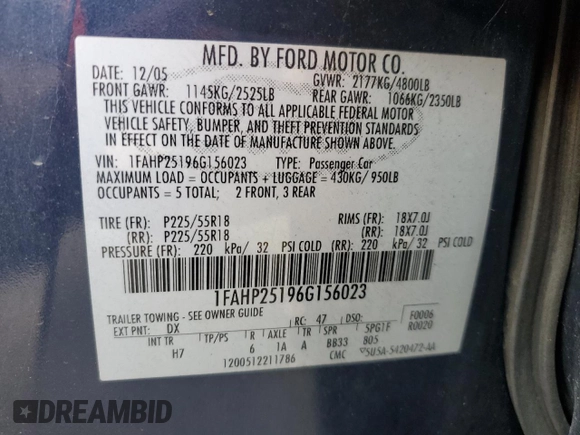 MFD. BY FORD MOTOR CO.
DATE: 12/05 GVWR: 2177KG/4800LB
FRONT GAWR: 1145KG/2525LB REAR GAWR: 1066KG/2350LB
THIS VEHICLE CONFORMS TO ALL APPLICABLE FEDERAL MOTOR
VEHICLE SAFETY, BUMPER, AND THEFT PREVENTION STANDARDS
IN EFFECT ON THE DATE OF MANUFACTURE SHOWN ABOVE.
VIN: 1FAHP25196G156023 TYPE: Passenger Car
MAXIMUM LOAD = OCCUPANTS + LUGGAGE = 430KG/950LB
OCCUPANTS = 5 TOTAL; 2 FRONT, 3 REAR
TIRE (FR): P225/55R18 RIMS (FR): 18X7.0J
(RR): P225/55R18 (RR): 18X7.0J
PRESSURE (FR): 220 kPa/ 32 PSI COLD (RR): 220 kPa/ 32 PSI COLD
1FAHP25196G156023
TRAILER TOWING - SEE OWNER GUIDE
EXT PNT: DX RC: 47 DSO: F0006
R0020
INT TR TP/PS R AXLE TR SPR SPG1F
H7 6 1A A BB33 80S
1200512211786 CMC 5U5A-5420472-AA
DREAMBID